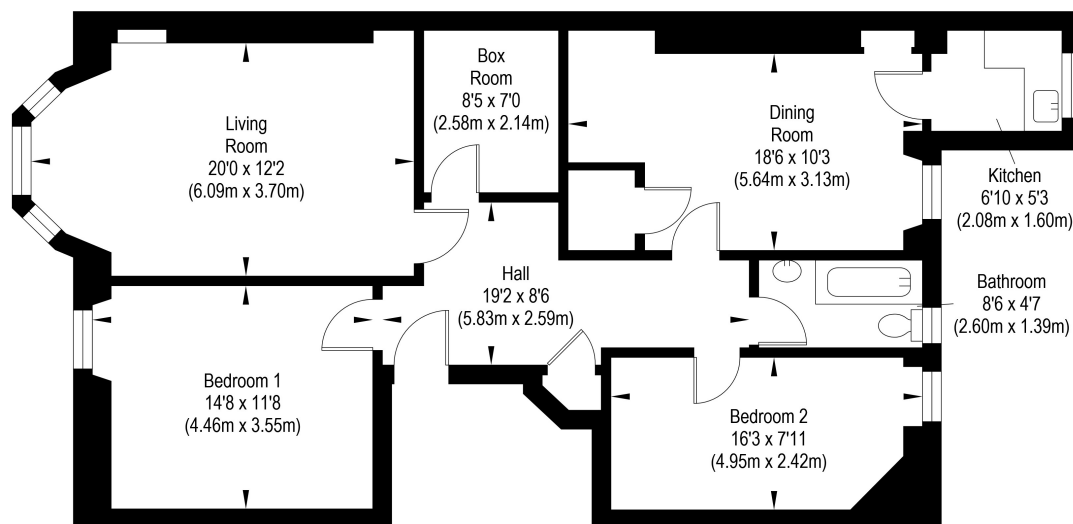 Living
Room
20'0 x 12'2
(6.09m x 3.70m)
Box
Room
8'5 x 7'0
(2.58m x 2.14m)
Dining
Room
18'6 x 10'3
(5.64m x 3.13m)
Kitchen
6'10 x 5'3
(2.08m x 1.60m)
Hall
19'2 x 8'6
(5.83m x 2.59m)
Bathroom
8'6 x 4'7
(2.60m x 1.39m)
Bedroom 1
14'8 x 11'8
(4.46m x 3.55m)
Bedroom 2
16'3 x 7'11
(4.95m x 2.42m)